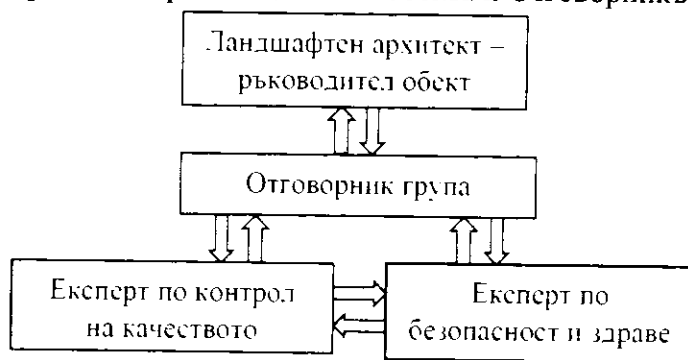 Ландшафтен архитект –
ръководител обект
Отговорник група
Експерт по контрол
на качеството
Експерт по
безопасност и здраве